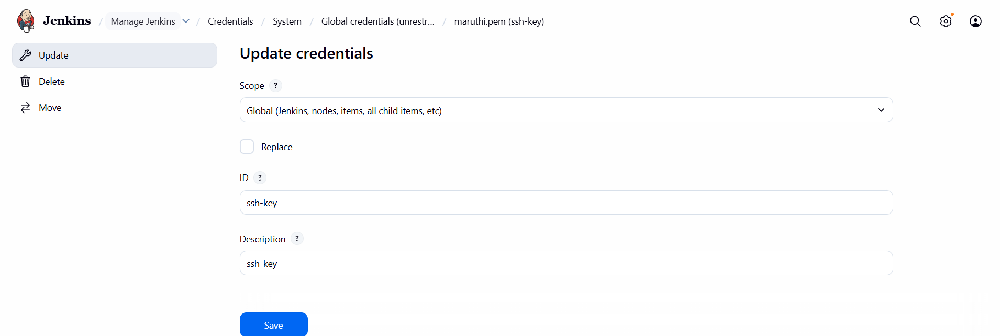 Jenkins / Manage Jenkins / Credentials / System / Global credentials (unrestr... / maruthi.pem (ssh-key)
Update
Delete
Move
Update credentials
Scope ?
Global (Jenkins, nodes, items, all child items, etc)
Replace
ID ?
ssh-key
Description ?
ssh-key
Save